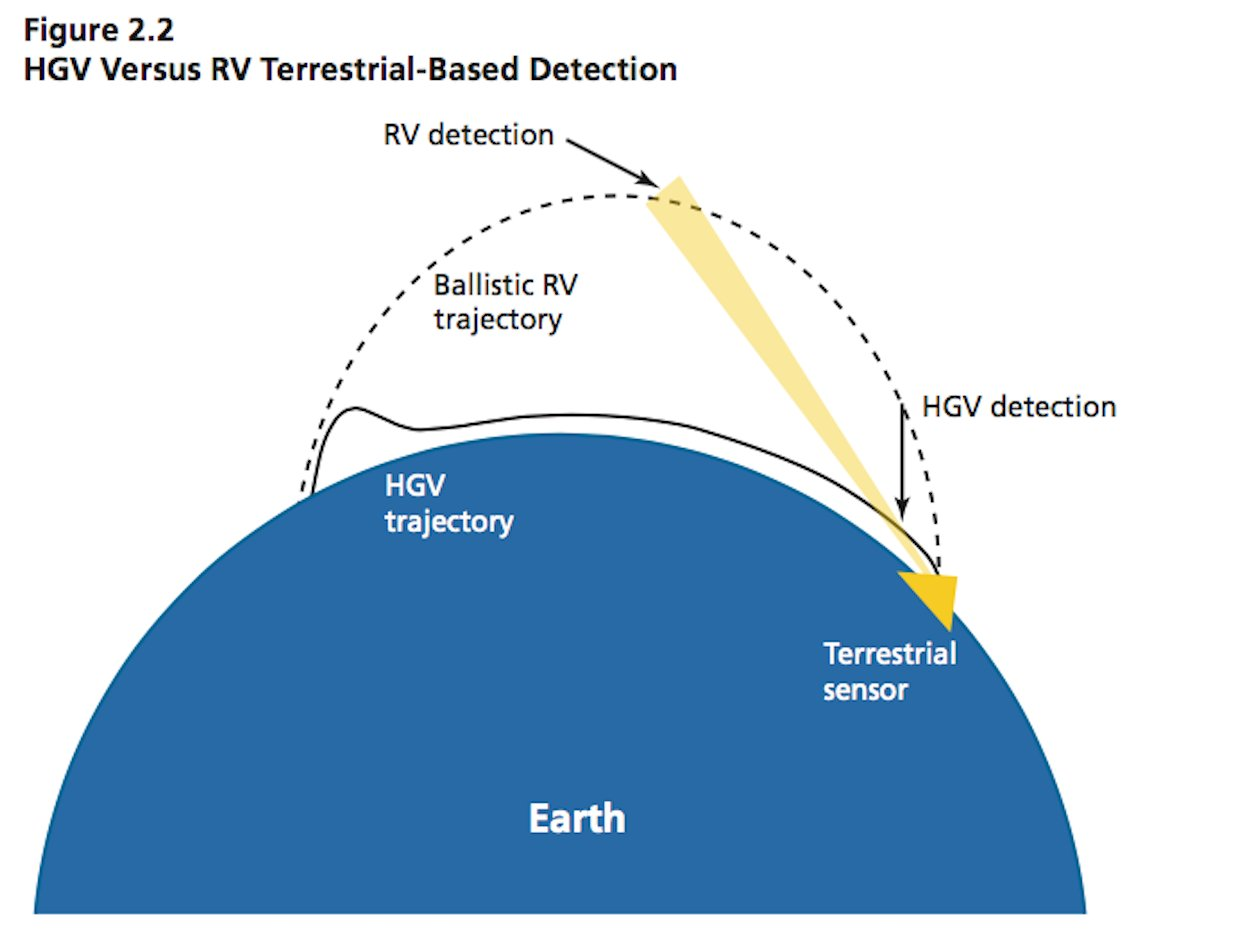 Figure 2.2
HGV Versus RV Terrestrial-Based Detection
RV detection
Ballistic RV
trajectory
HGV detection
HGV
trajectory
Terrestrial
sensor
Earth